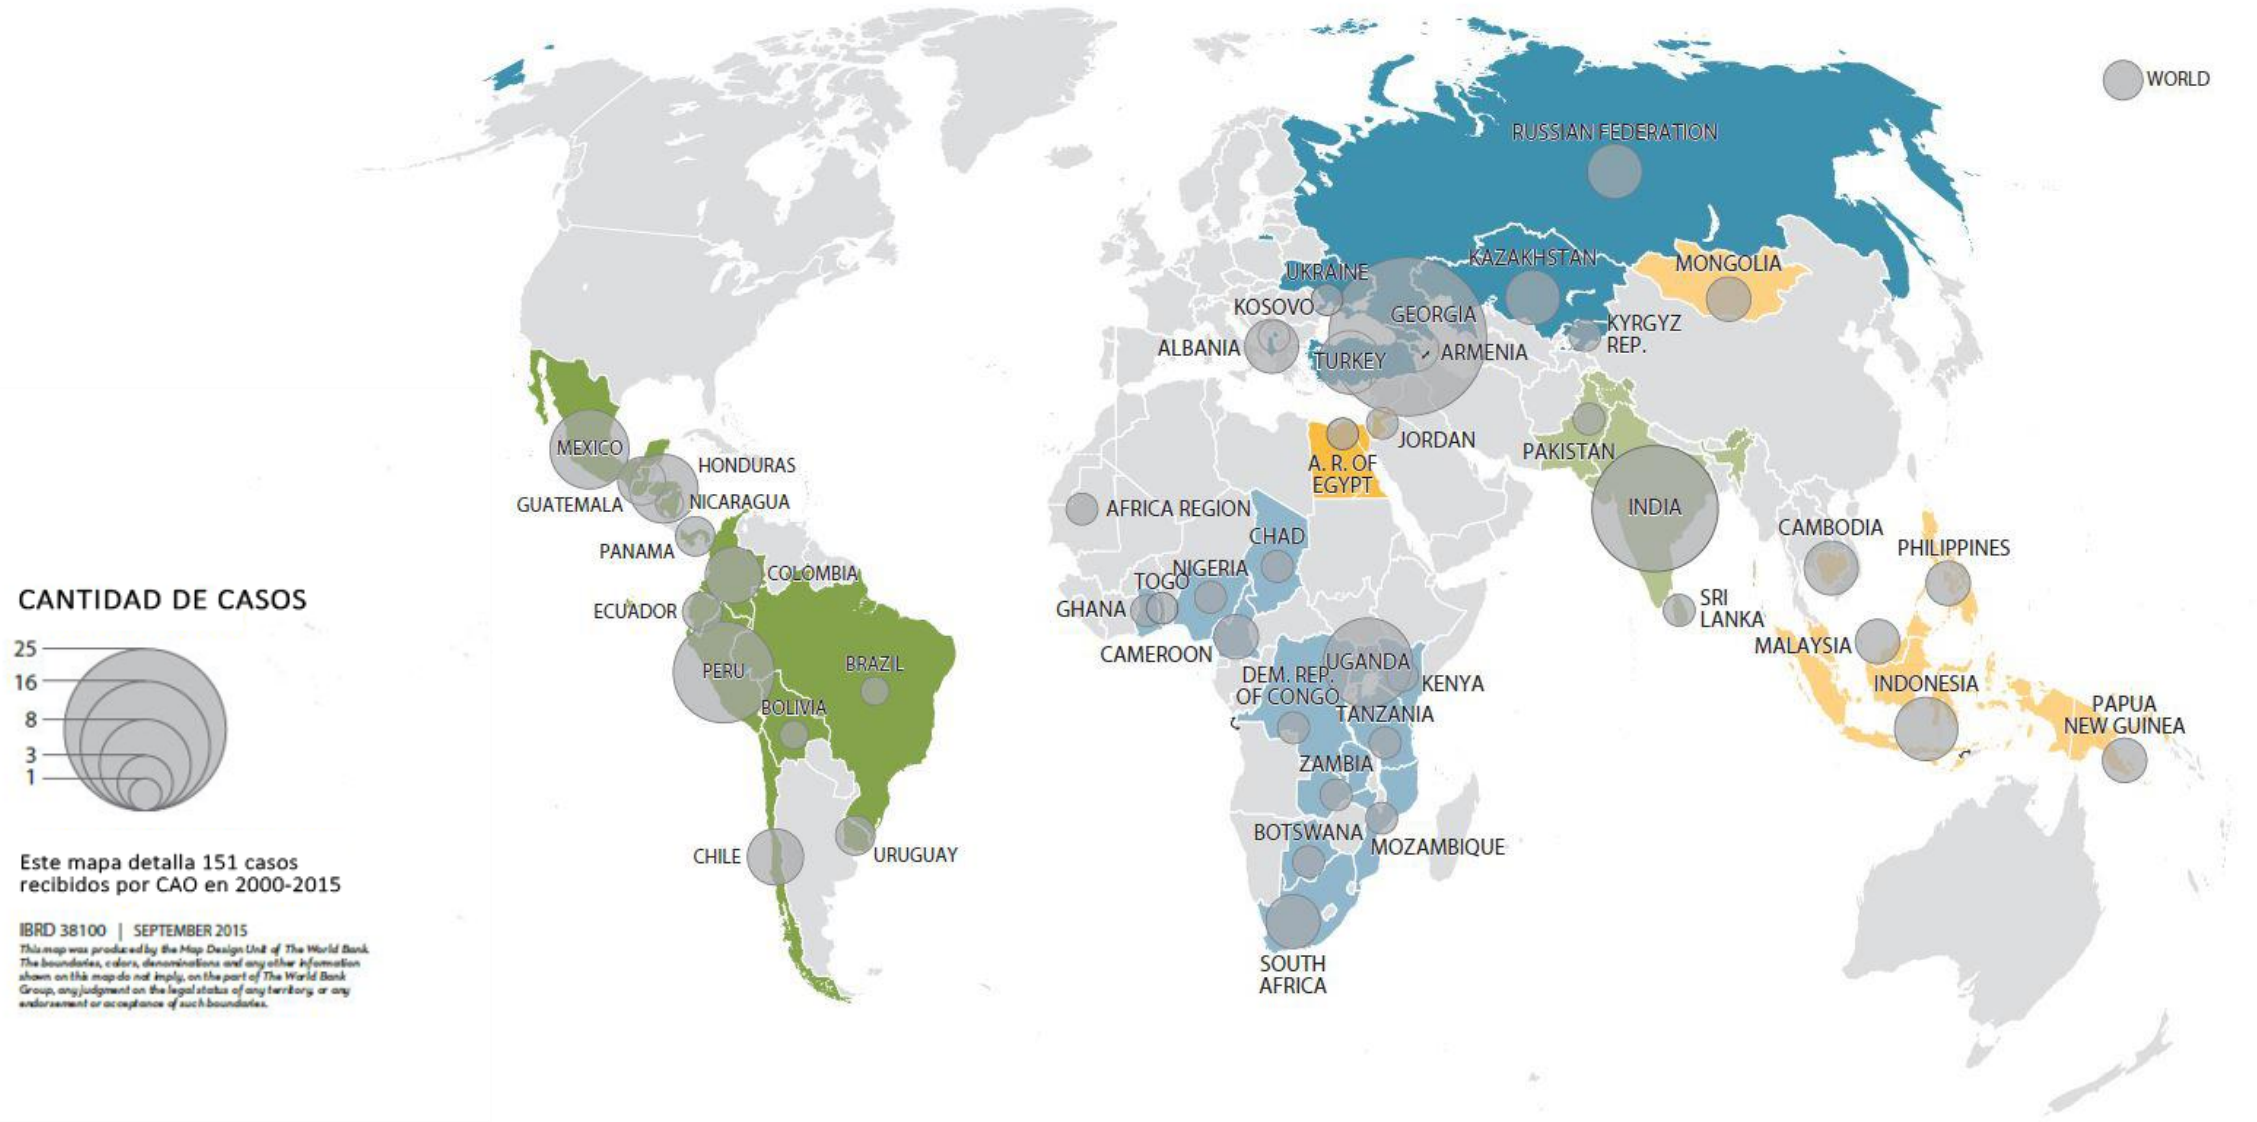 WORLD
RUSSIAN FEDERATION
KAZAKHSTAN
MONGOLIA
UKRAINE
KOSOVO
GEORGIA
KYRGYZ
REP.
ALBANIA
TURKEY
ARMENIA
MEXICO
HONDURAS
GUATEMALA
NICARAGUA
PANAMA
COLOMBIA
ECUADOR
PERU
BRAZIL
BOLIVIA
CHILE
URUGUAY
JORDAN
A. R. OF
EGYPT
PAKISTAN
INDIA
AFRICA REGION
CHAD
NIGERIA
TOGO
GHANA
CAMEROON
UGANDA
DEM. REP.
OF CONGO
KENYA
TANZANIA
ZAMBIA
BOTSWANA
MOZAMBIQUE
SOUTH
AFRICA
CAMBODIA
PHILIPPINES
SRI
LANKA
MALAYSIA
INDONESIA
PAPUA
NEW GUINEA
CANTIDAD DE CASOS
25
16
8
3
1
Este mapa detalla 151 casos
recibidos por CAO en 2000-2015
IBRD 38100 | SEPTEMBER 2015
This map was produced by the Map Design Unit of The World Bank.
The boundaries, colors, denominations and any other information
shown on this map do not imply, on the part of The World Bank
Group, any judgment on the legal status of any territory, or any
endorsement or acceptance of such boundaries.